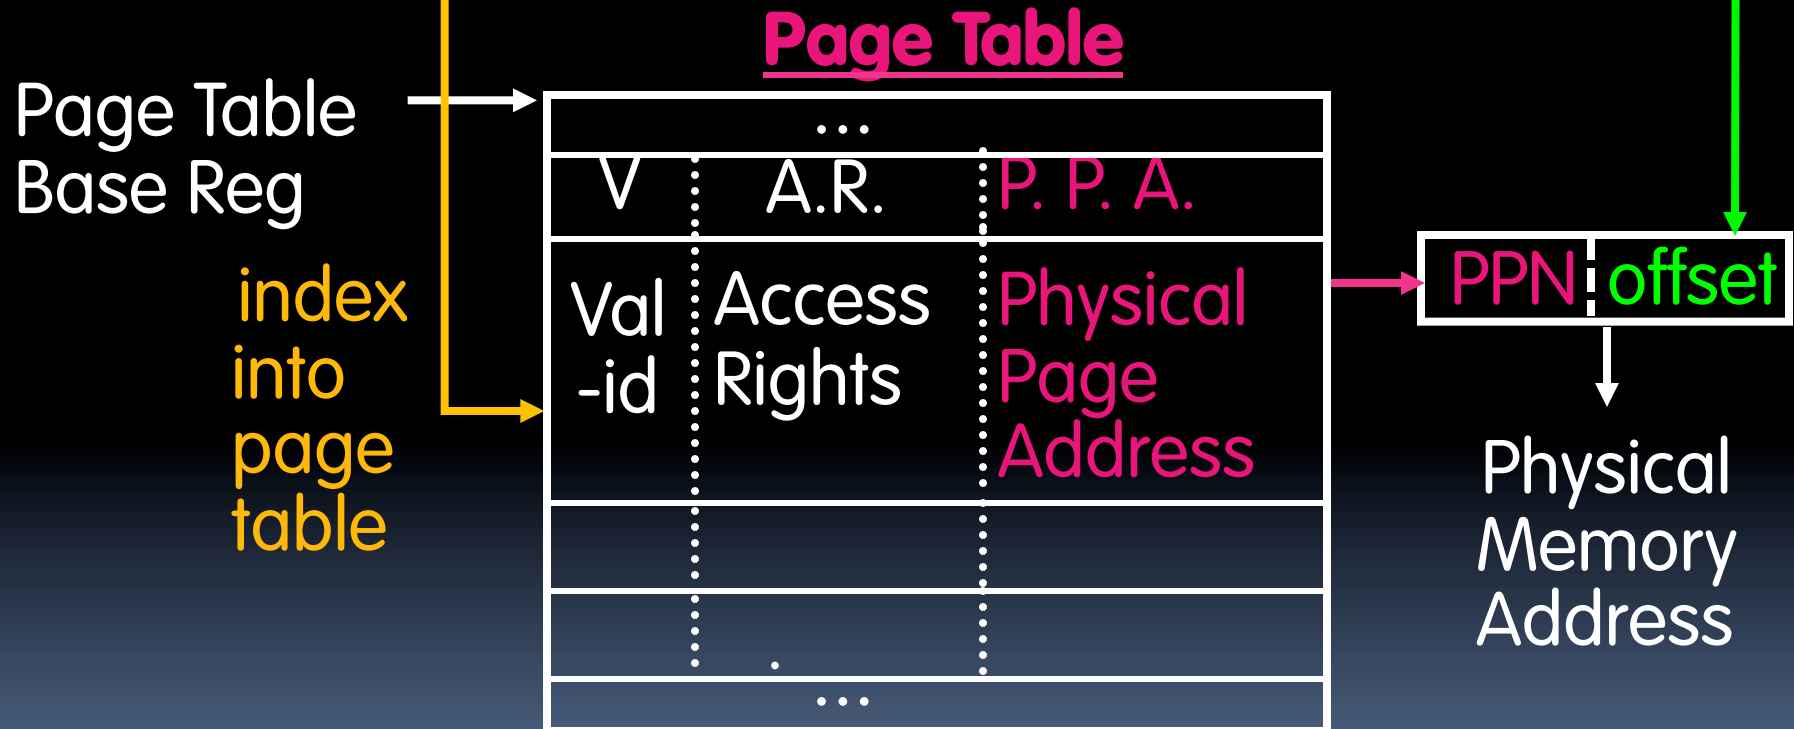 Page Table
Page Table
Base Reg
...
V A.R. P. P. A.
index
into
page
table
Val
-id
Access
Rights
Physical
Page
Address
PPN offset
Physical
Memory
Address
.
...